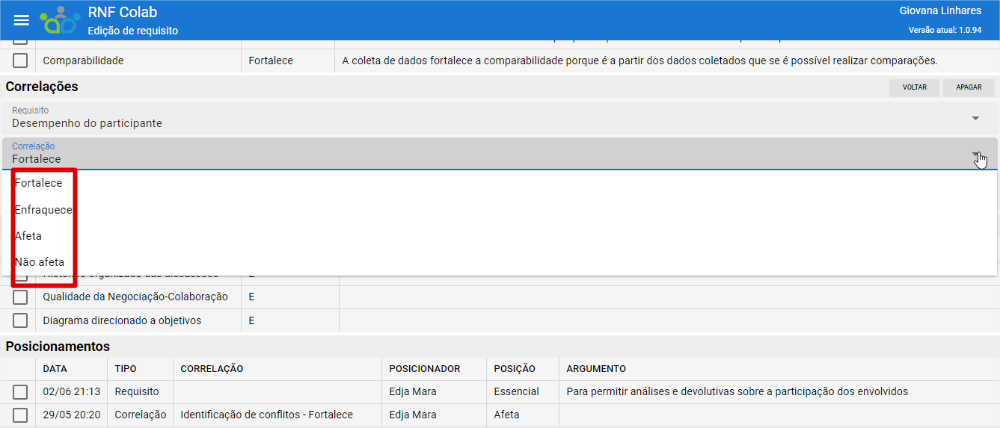 RNF Colab
Giovana Linhares
Edição de requisito
Versão atual: 1.0.94
Comparabilidade Fortalece A coleta de dados fortalece a comparabilidade porque é a partir dos dados coletados que se é possível realizar comparações.
Correlações VOLTAR APAGAR
Requisito
Desempenho do participante
Correlação
Fortalece
Fortalece
Enfraquece
Afeta
Não afeta
Qualidade da Negociação-Colaboração E
Diagrama direcionado a objetivos E
Posicionamentos
DATA TIPO CORRELAÇÃO POSICIONADOR POSIÇÃO ARGUMENTO
02/06 21:13 Requisito Edja Mara Essencial Para permitir análises e devolutivas sobre a participação dos envolvidos
29/05 20:20 Correlação Identificação de conflitos - Fortalece Edja Mara Afeta